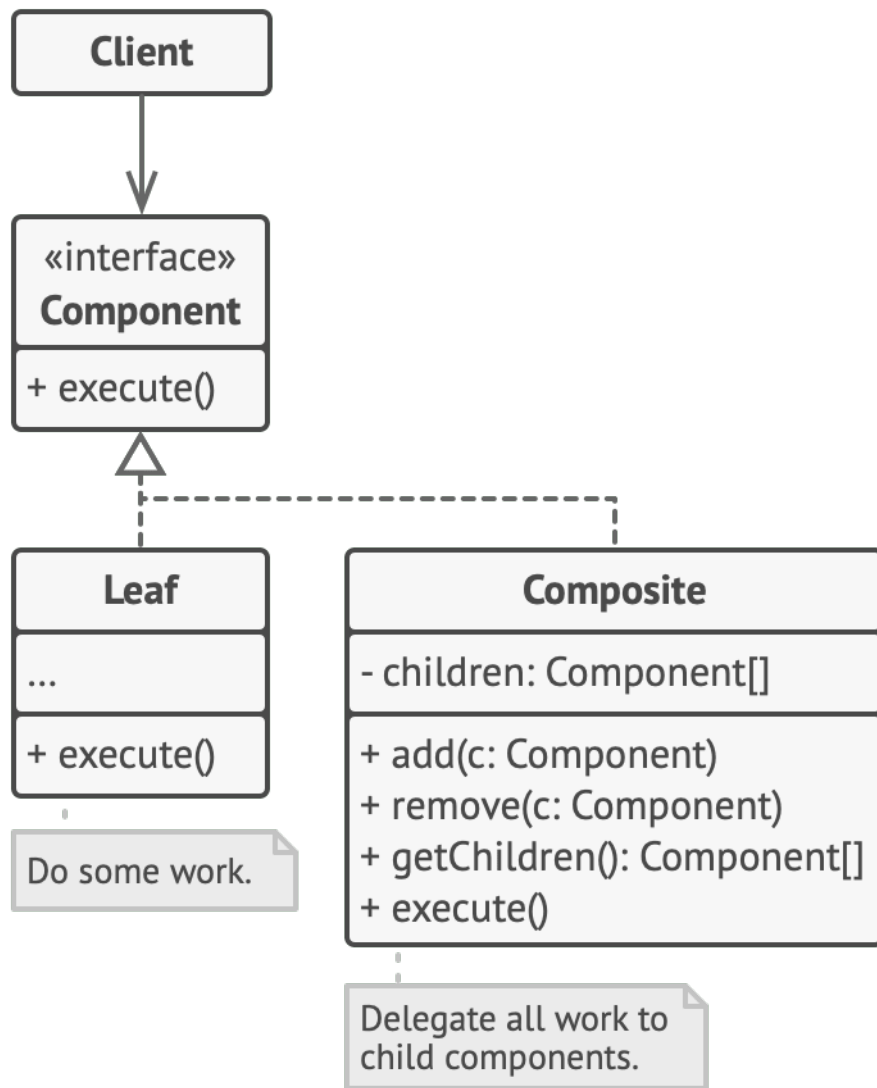 Client
«interface»
Component
+ execute()
Leaf
...
+ execute()
Do some work.
Composite
- children: Component[]
+ add(c: Component)
+ remove(c: Component)
+ getChildren(): Component[]
+ execute()
Delegate all work to
child components.